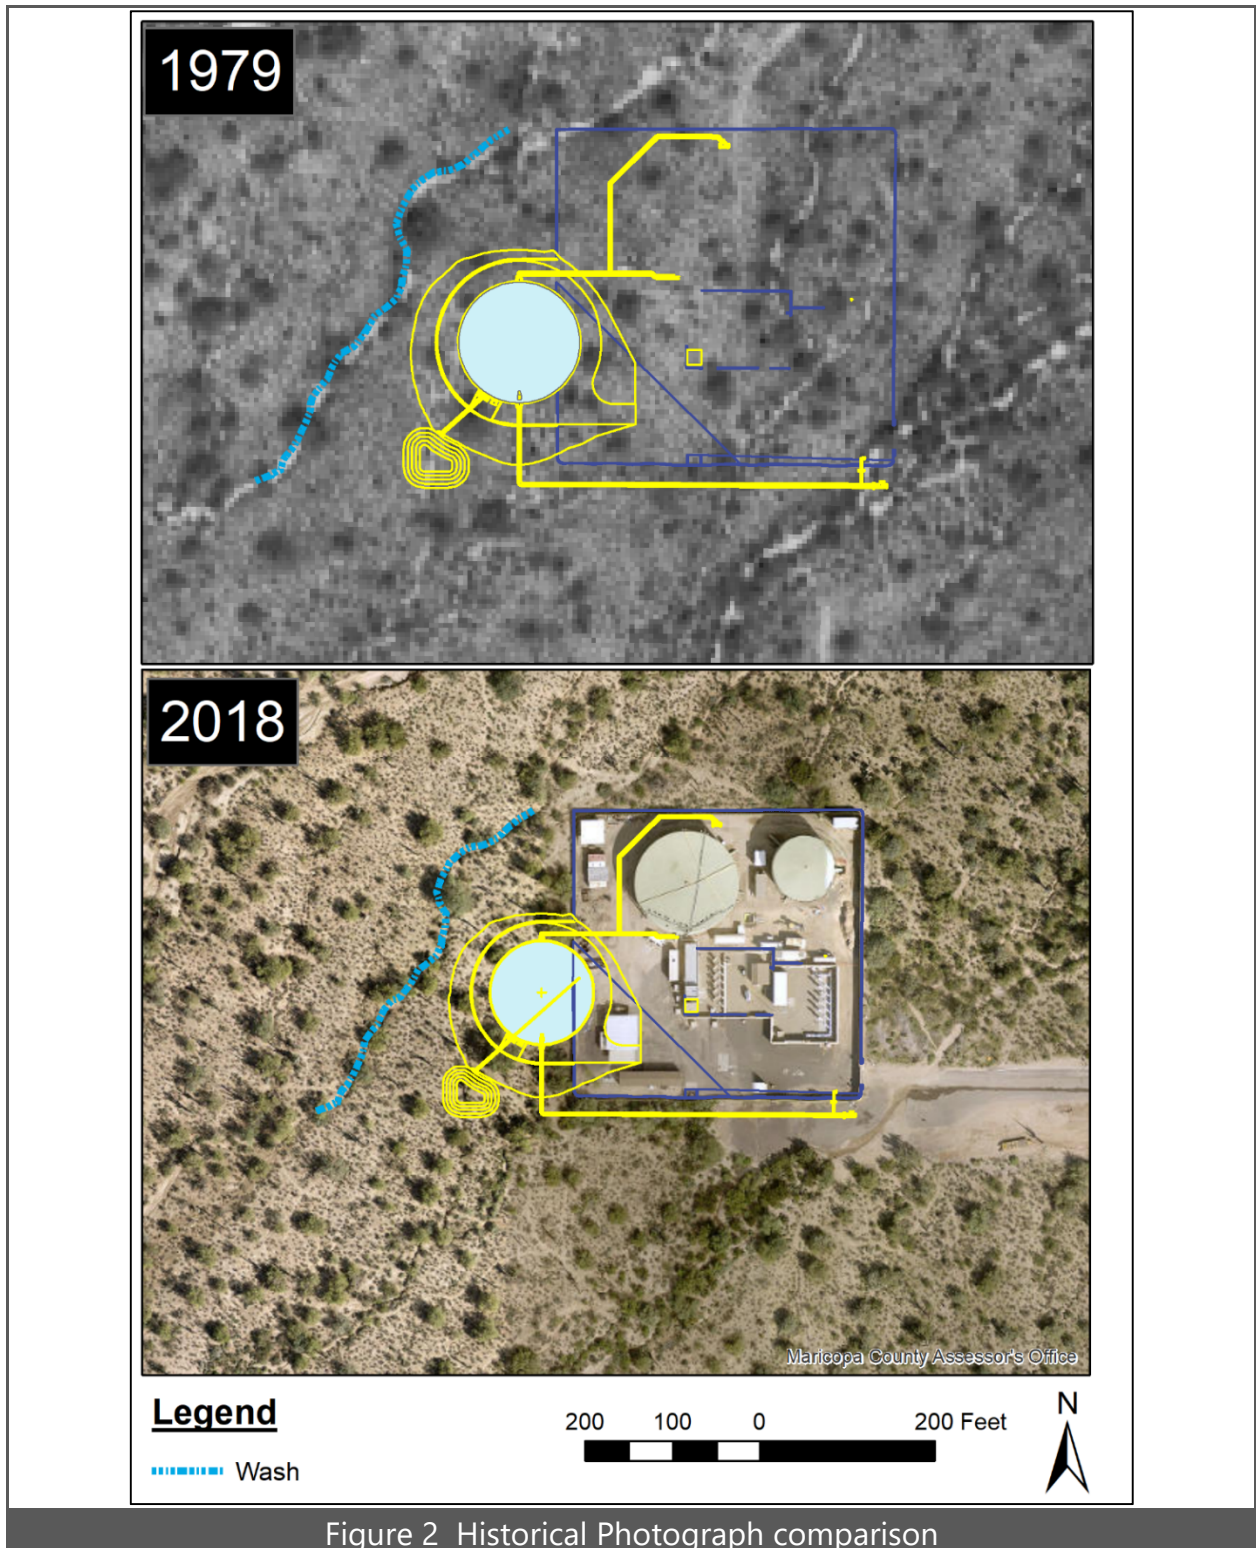 1979
2018
Maricopa County Assessor's Office
Legend
Wash
200 100 0 200 Feet
N
Figure 2 Historical Photograph comparison